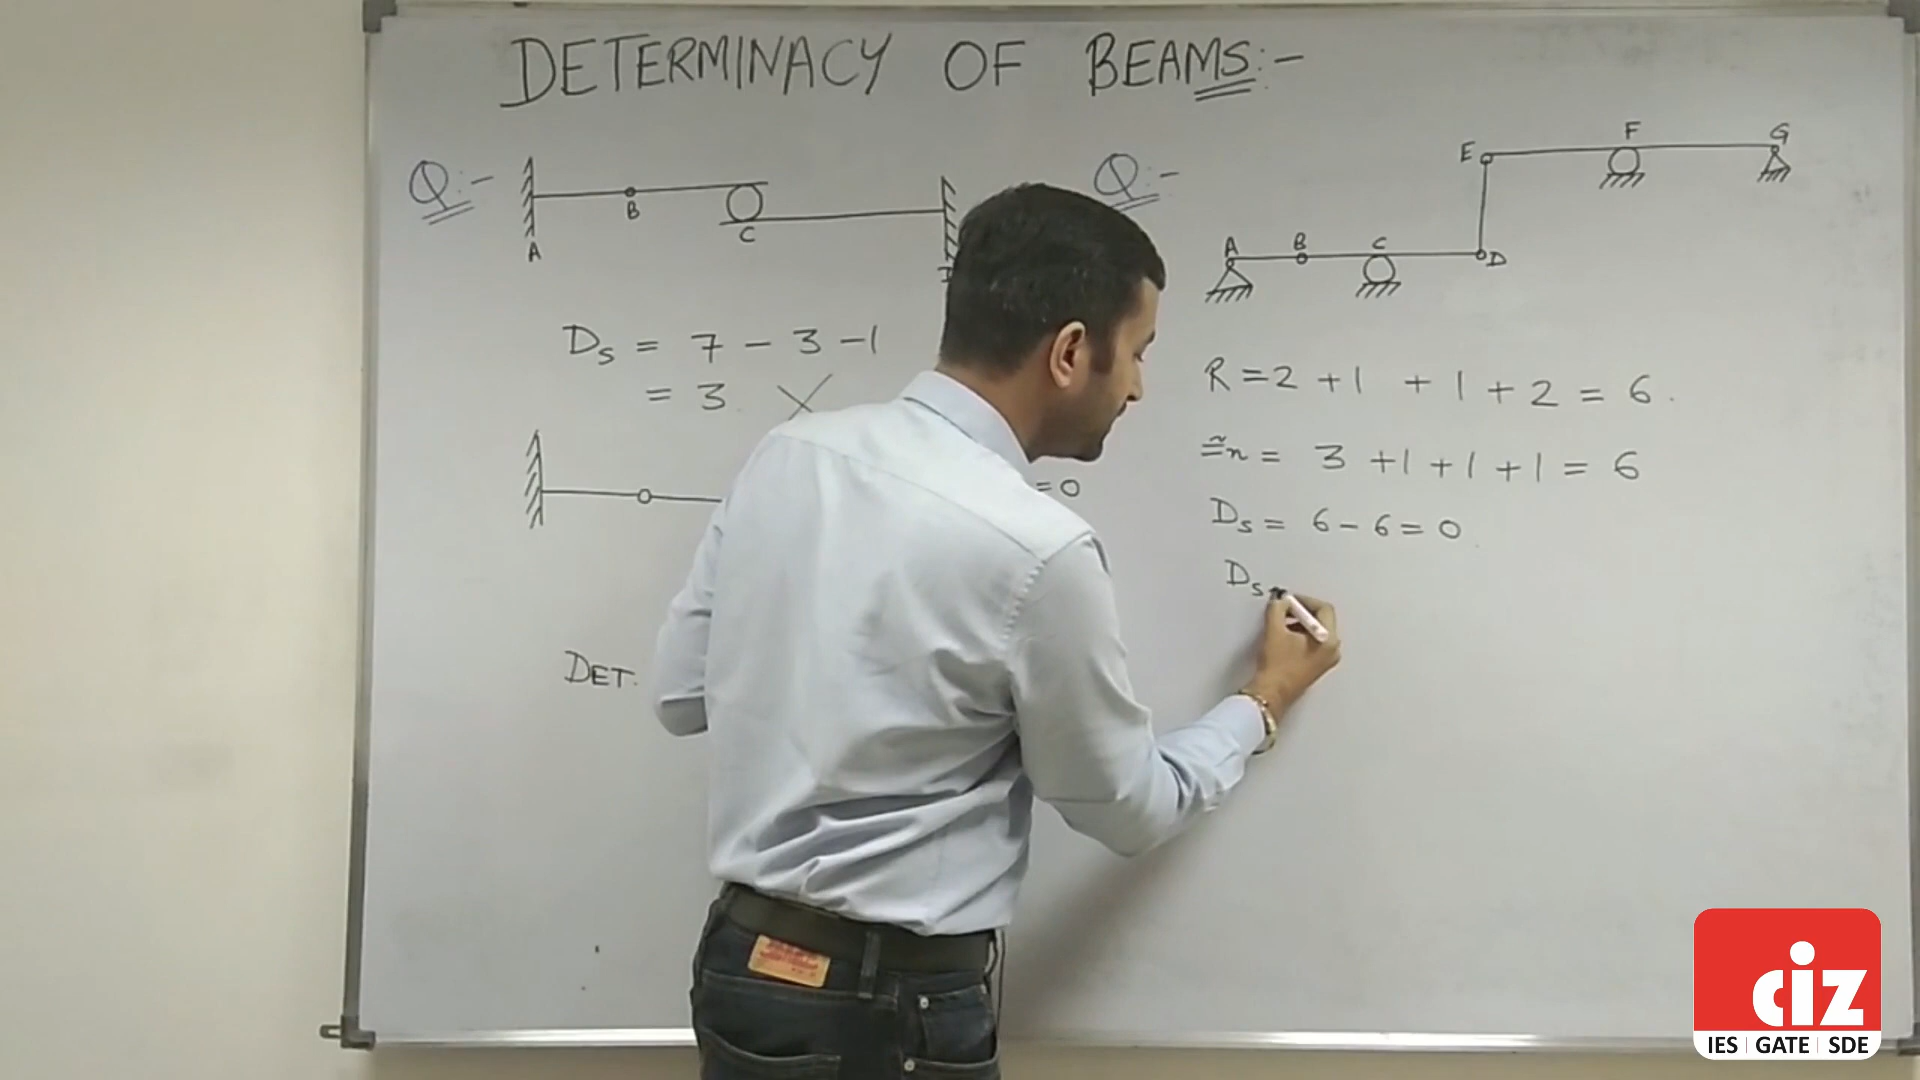 DETERMINACY OF BEAMS:-
Q:-
A
B
C
Ds = 7 - 3 - 1
= 3 ×
= 0
DET.
Q:-
E F G
A B C D
R = 2 + 1 + 1 + 2 = 6.
≅n = 3 + 1 + 1 + 1 = 6
Ds = 6 - 6 = 0
Ds
ciz
IES | GATE | SDE